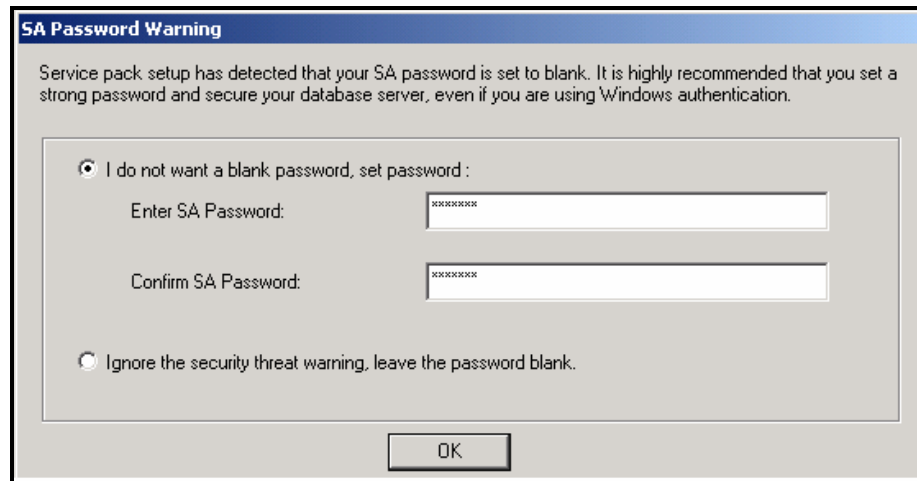 SA Password Warning
Service pack setup has detected that your SA password is set to blank. It is highly recommended that you set a
strong password and secure your database server, even if you are using Windows authentication.
I do not want a blank password, set password :
Enter SA Password:
xxxxxxx
Confirm SA Password:
xxxxxxx
Ignore the security threat warning, leave the password blank.
OK